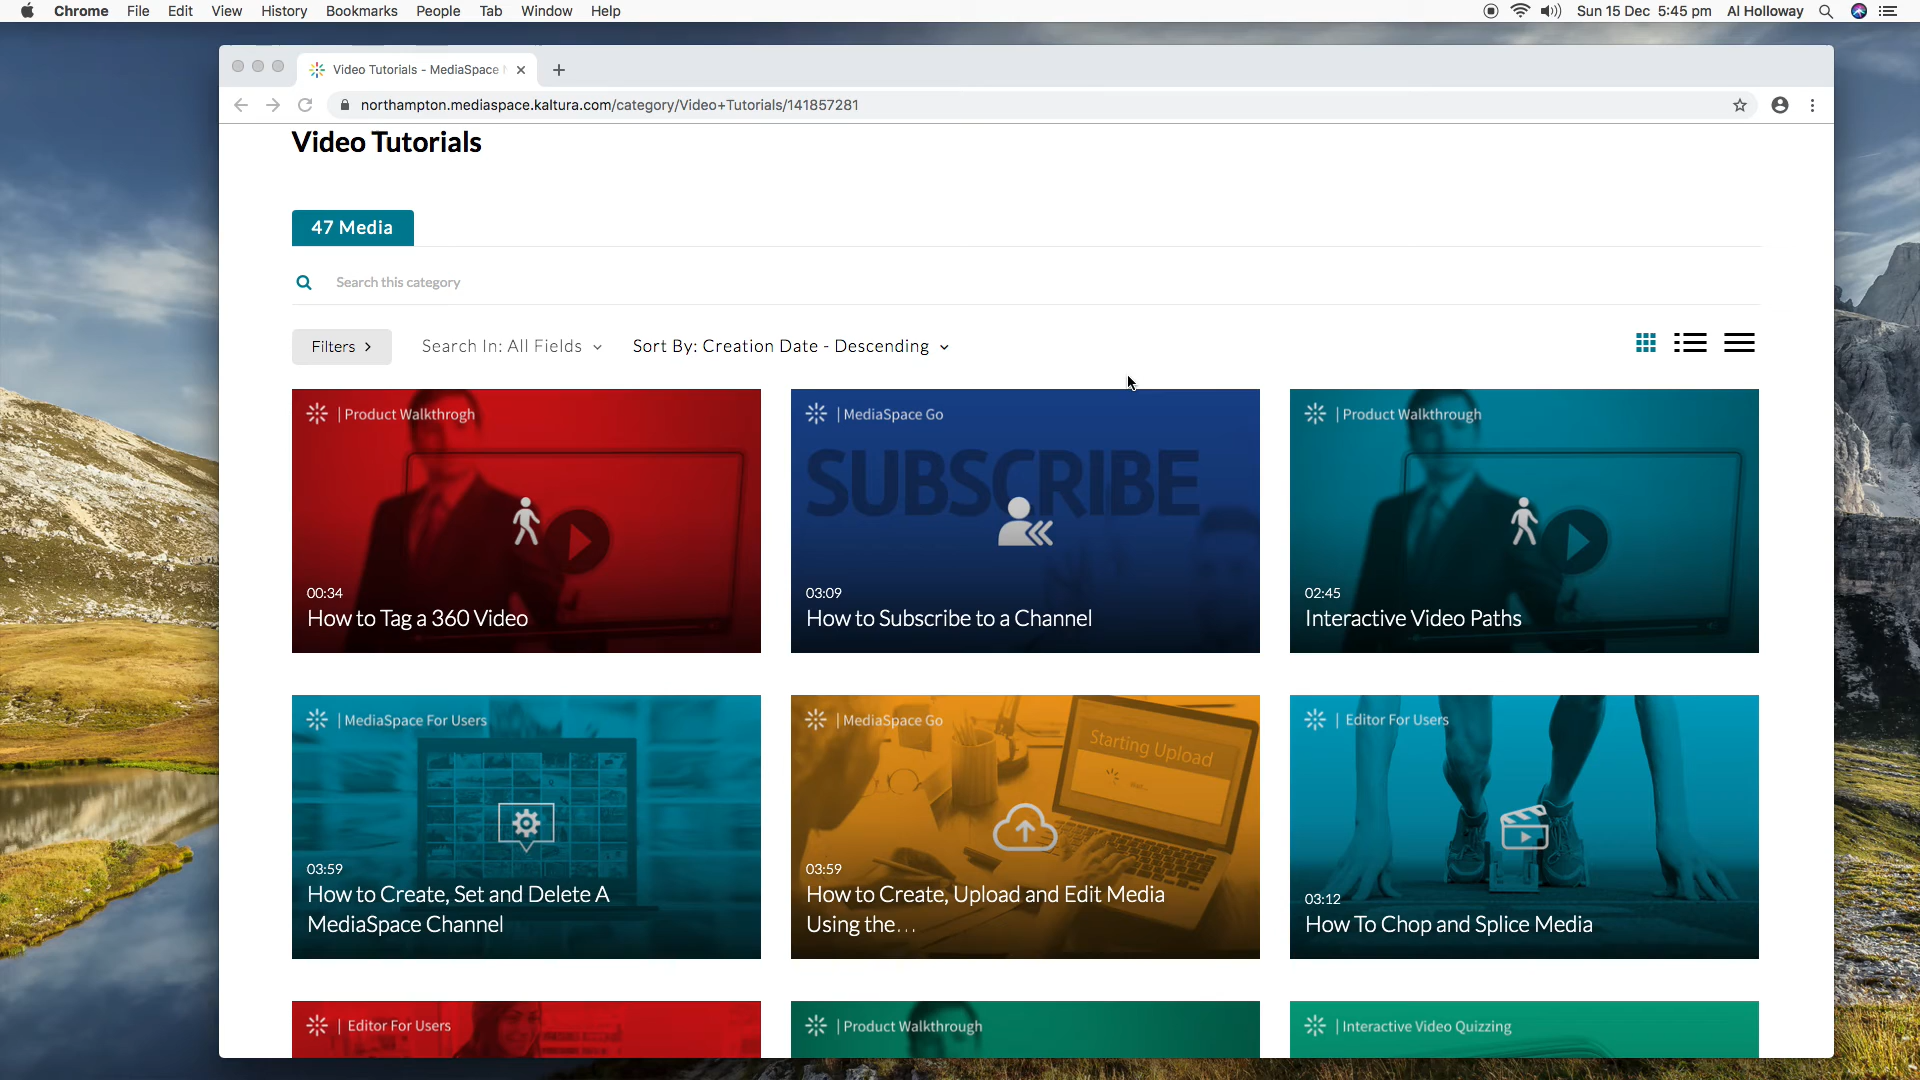 Chrome File Edit View History Bookmarks People Tab Window Help
Sun 15 Dec 5:45 pm Al Holloway
Video Tutorials - MediaSpace
northampton.mediaspace.kaltura.com/category/Video+Tutorials/141857281
Video Tutorials
47 Media
Search this category
Filters
Search In: All Fields
Sort By: Creation Date - Descending
| Product Walkthrogh
00:34
How to Tag a 360 Video
| MediaSpace Go
SUBSCRIBE
03:09
How to Subscribe to a Channel
| Product Walkthrough
02:45
Interactive Video Paths
| MediaSpace For Users
03:59
How to Create, Set and Delete A
MediaSpace Channel
| MediaSpace Go
Starting Upload
03:59
How to Create, Upload and Edit Media
Using the...
| Editor For Users
03:12
How To Chop and Splice Media
| Editor For Users
| Product Walkthrough
| Interactive Video Quizzing